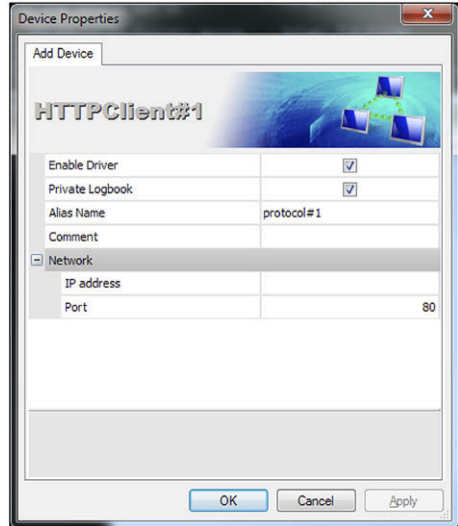 Device Properties
Add Device
HTTPClient#1
Enable Driver
Private Logbook
Alias Name protocol#1
Comment
Network
IP address
Port 80
OK Cancel Apply